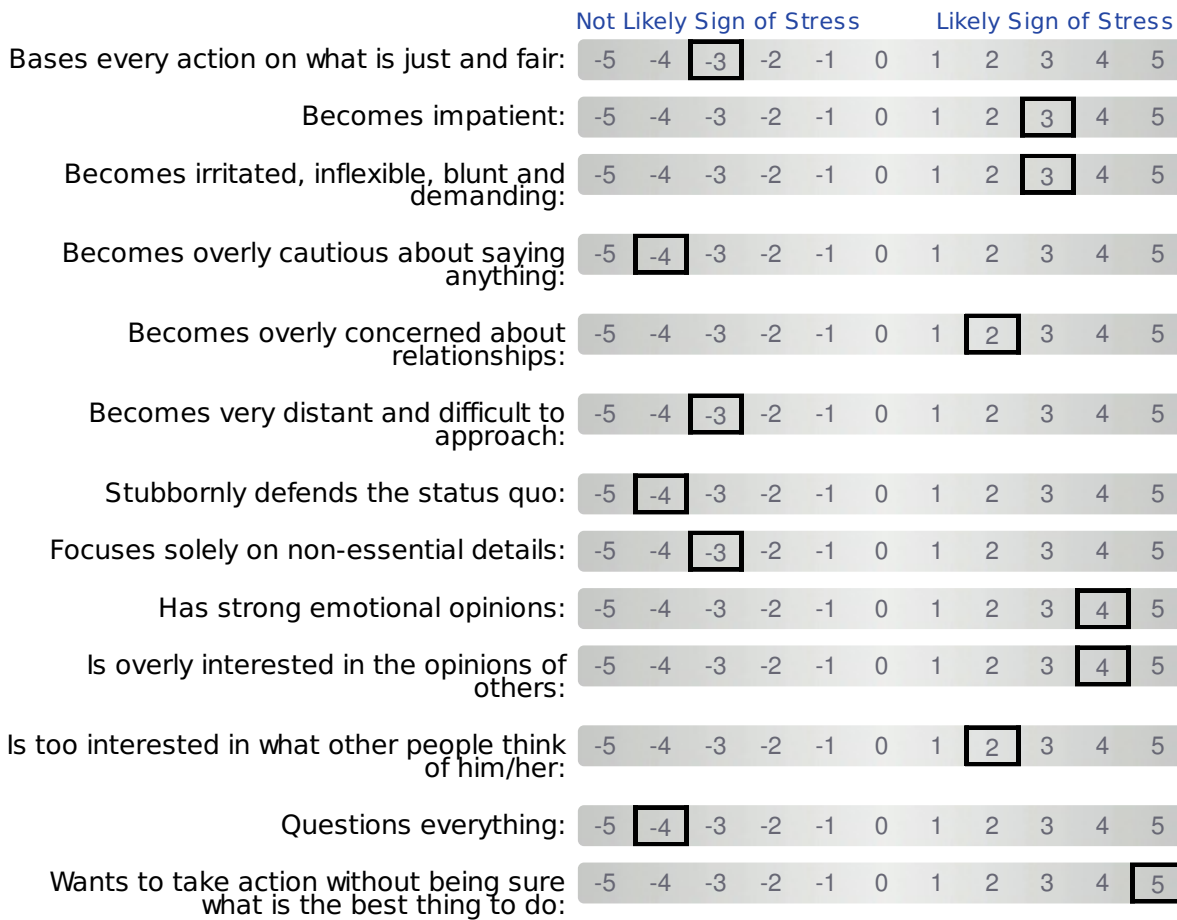 Not Likely Sign of Stress Likely Sign of Stress
Bases every action on what is just and fair: -5 -4 -3 -2 -1 0 1 2 3 4 5
Becomes impatient: -5 -4 -3 -2 -1 0 1 2 3 4 5
Becomes irritated, inflexible, blunt and
demanding: -5 -4 -3 -2 -1 0 1 2 3 4 5
Becomes overly cautious about saying
anything: -5 -4 -3 -2 -1 0 1 2 3 4 5
Becomes overly concerned about
relationships: -5 -4 -3 -2 -1 0 1 2 3 4 5
Becomes very distant and difficult to
approach: -5 -4 -3 -2 -1 0 1 2 3 4 5
Stubbornly defends the status quo: -5 -4 -3 -2 -1 0 1 2 3 4 5
Focuses solely on non-essential details: -5 -4 -3 -2 -1 0 1 2 3 4 5
Has strong emotional opinions: -5 -4 -3 -2 -1 0 1 2 3 4 5
Is overly interested in the opinions of
others: -5 -4 -3 -2 -1 0 1 2 3 4 5
Is too interested in what other people think
of him/her: -5 -4 -3 -2 -1 0 1 2 3 4 5
Questions everything: -5 -4 -3 -2 -1 0 1 2 3 4 5
Wants to take action without being sure
what is the best thing to do: -5 -4 -3 -2 -1 0 1 2 3 4 5